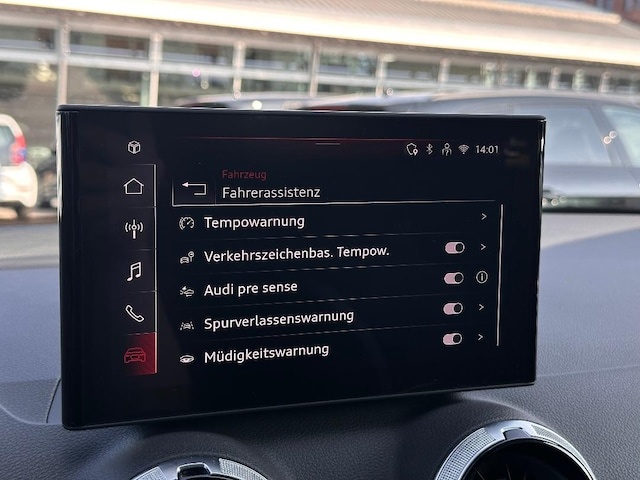 14:01
Fahrzeug
Fahrerassistenz
Tempowarnung
Verkehrszeichenbas. Tempow.
Audi pre sense
Spurverlassenswarnung
Müdigkeitswarnung